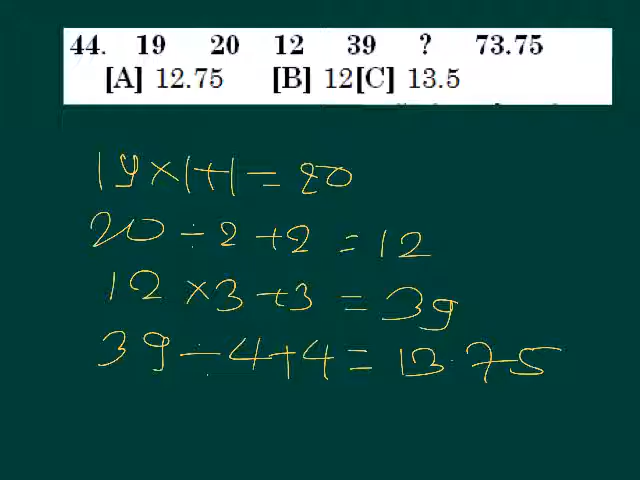 44. 19 20 12 39 ? 73.75
[A] 12.75 [B] 12[C] 13.5
19×1+1=20
20÷2+2=12
12×3+3=39
39÷4+4=13.75